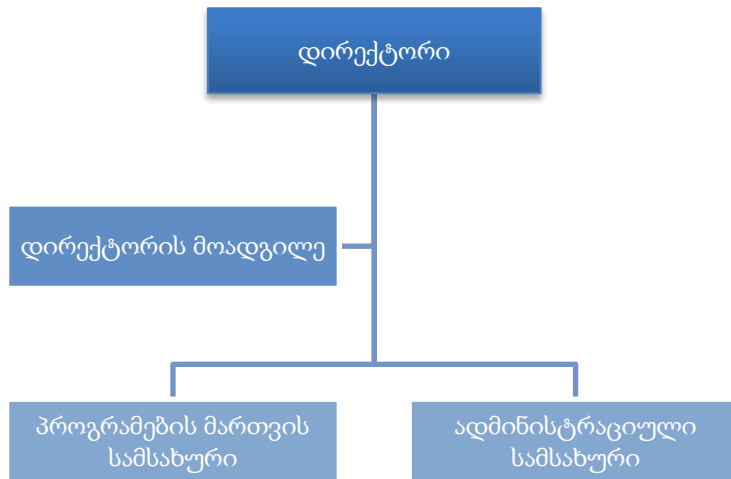 დირექტორი
დირექტორის მოადგილე
პროგრამების მართვის
სამსახური
ადმინისტრაციული
სამსახური